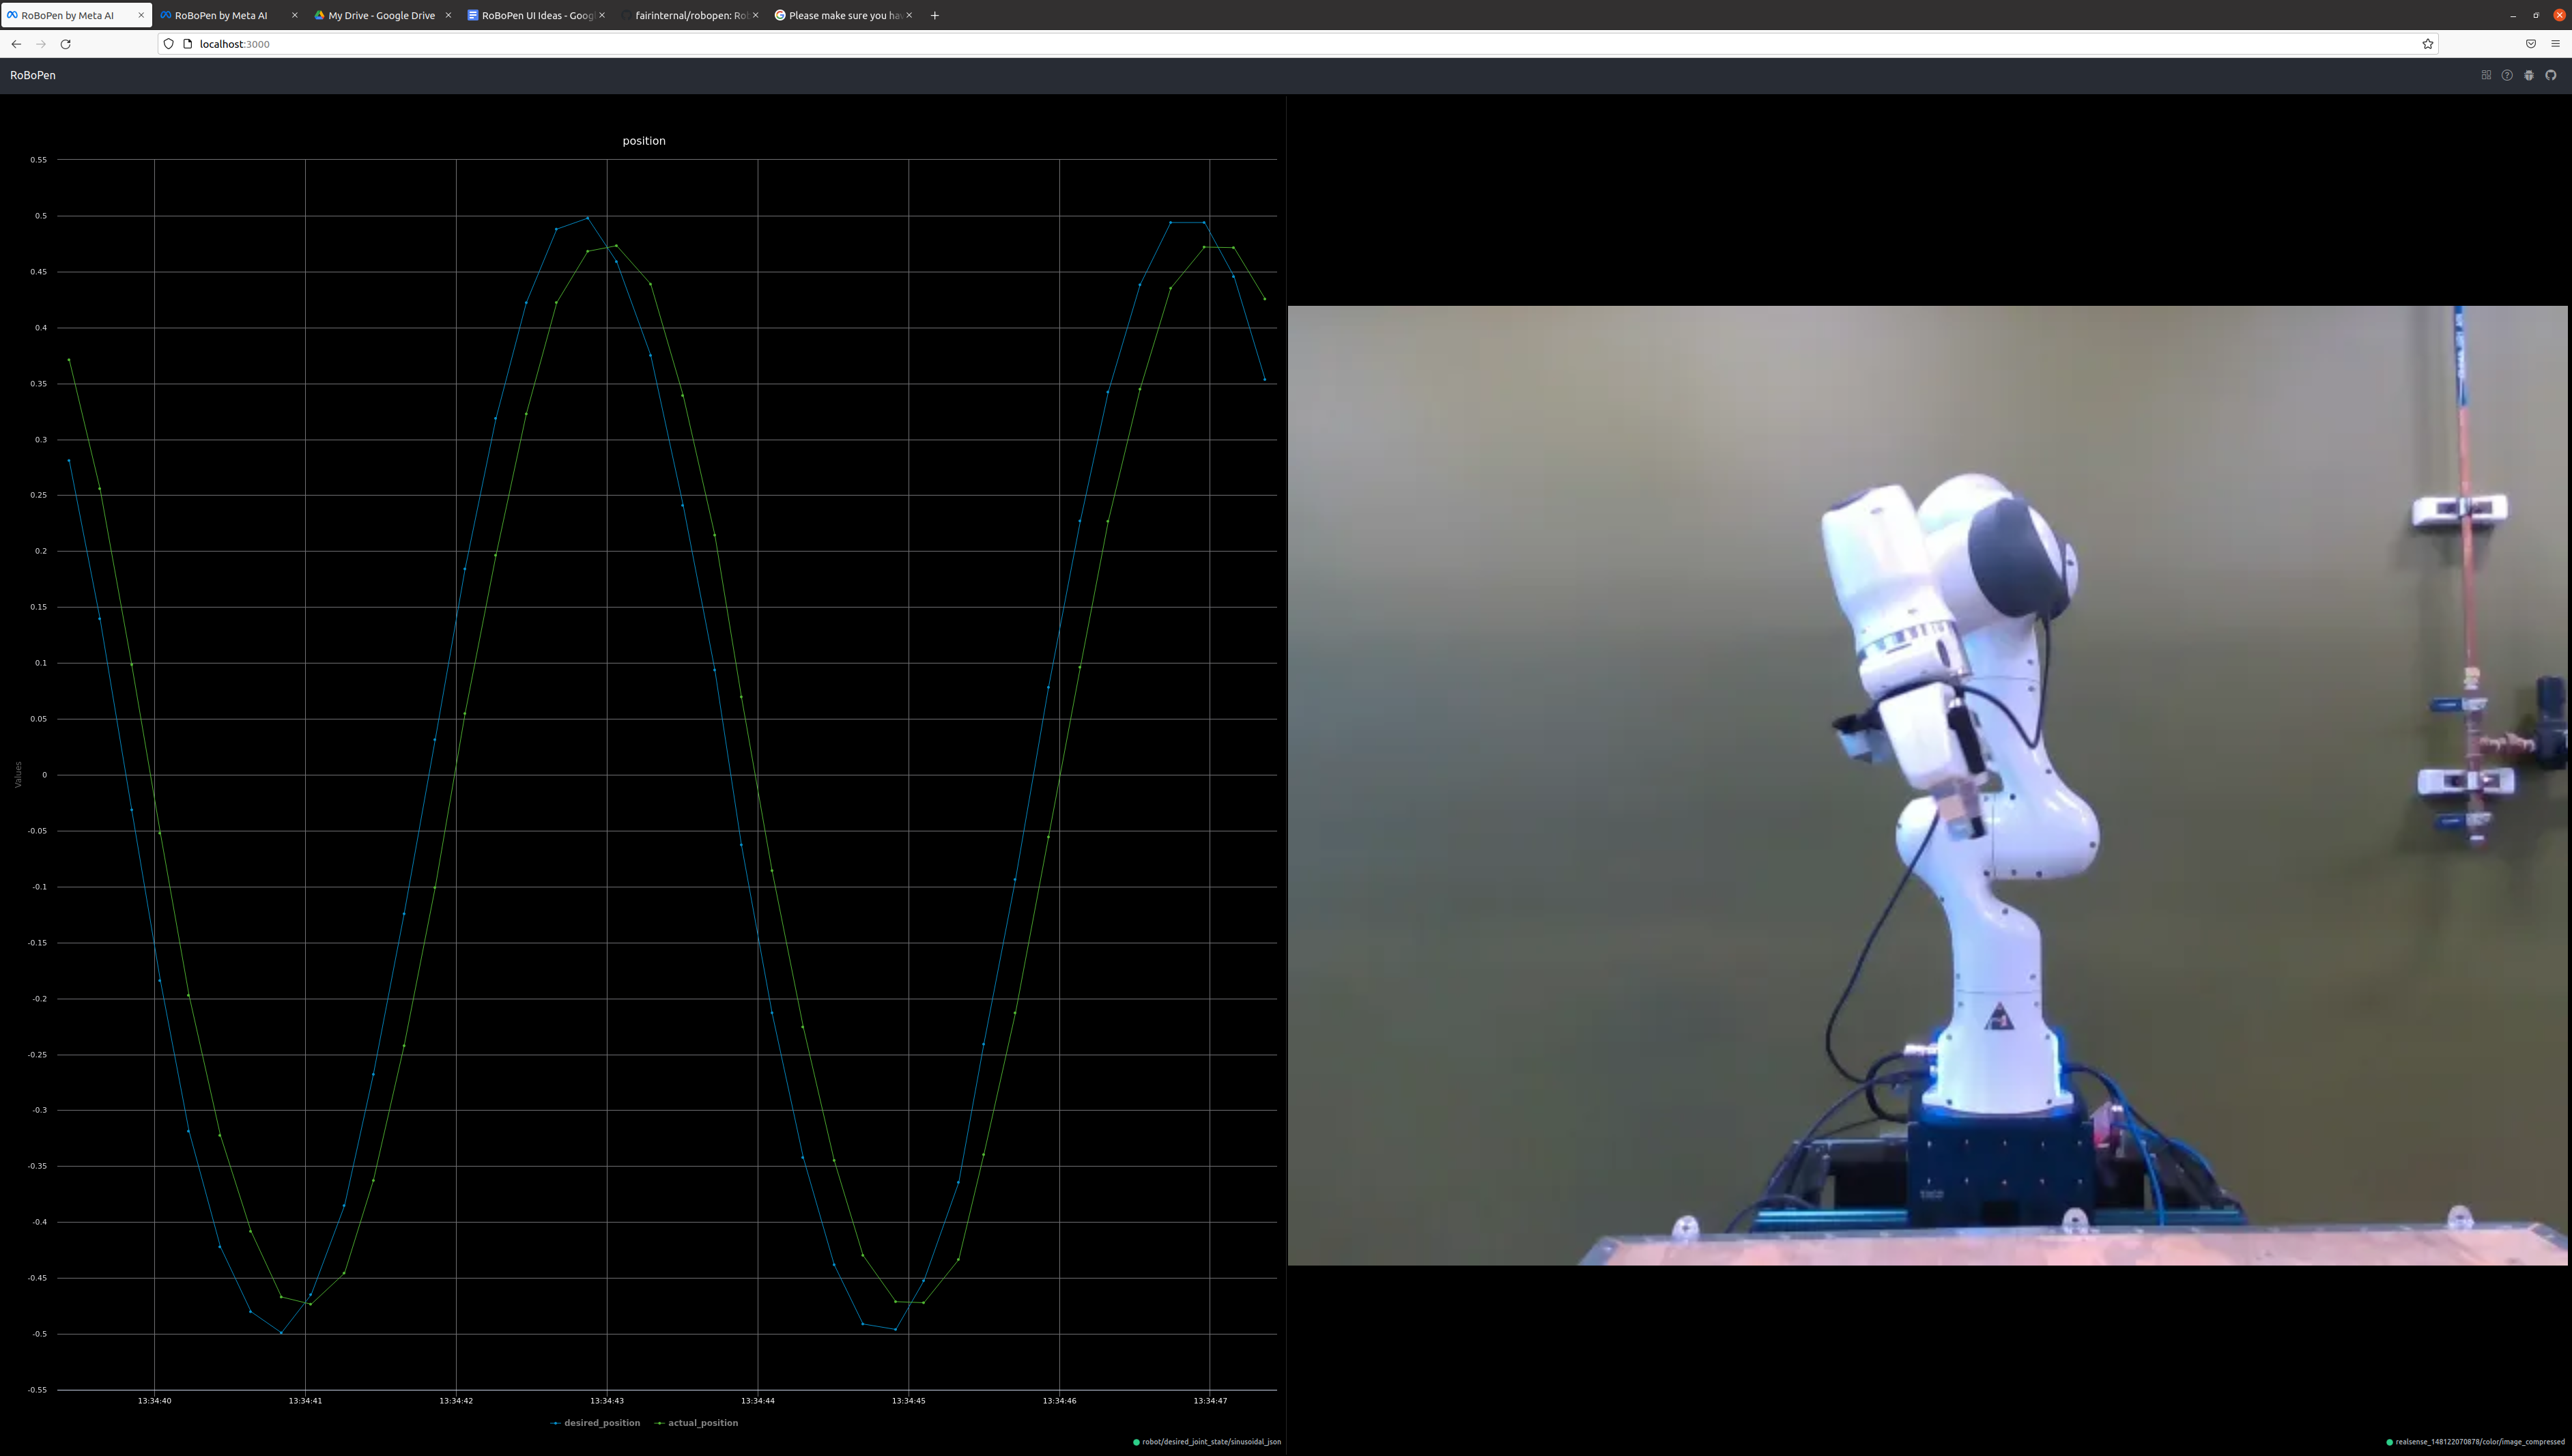 RoBoPen by Meta AI
RoBoPen by Meta AI
My Drive - Google Drive
RoBoPen UI Ideas - Goog
fairinternal/robopen: Ro
Please make sure you hav
localhost:3000
RoBoPen
position
0.55
0.5
0.45
0.4
0.35
0.3
0.25
0.2
0.15
0.1
0.05
0
-0.05
-0.1
-0.15
-0.2
-0.25
-0.3
-0.35
-0.4
-0.45
-0.5
-0.55
Values
13:34:40
13:34:41
13:34:42
13:34:43
13:34:44
13:34:45
13:34:46
13:34:47
desired_position
actual_position
robot/desired_joint_state/sinusoidal_json
realsense_148122070878/color/image_compressed